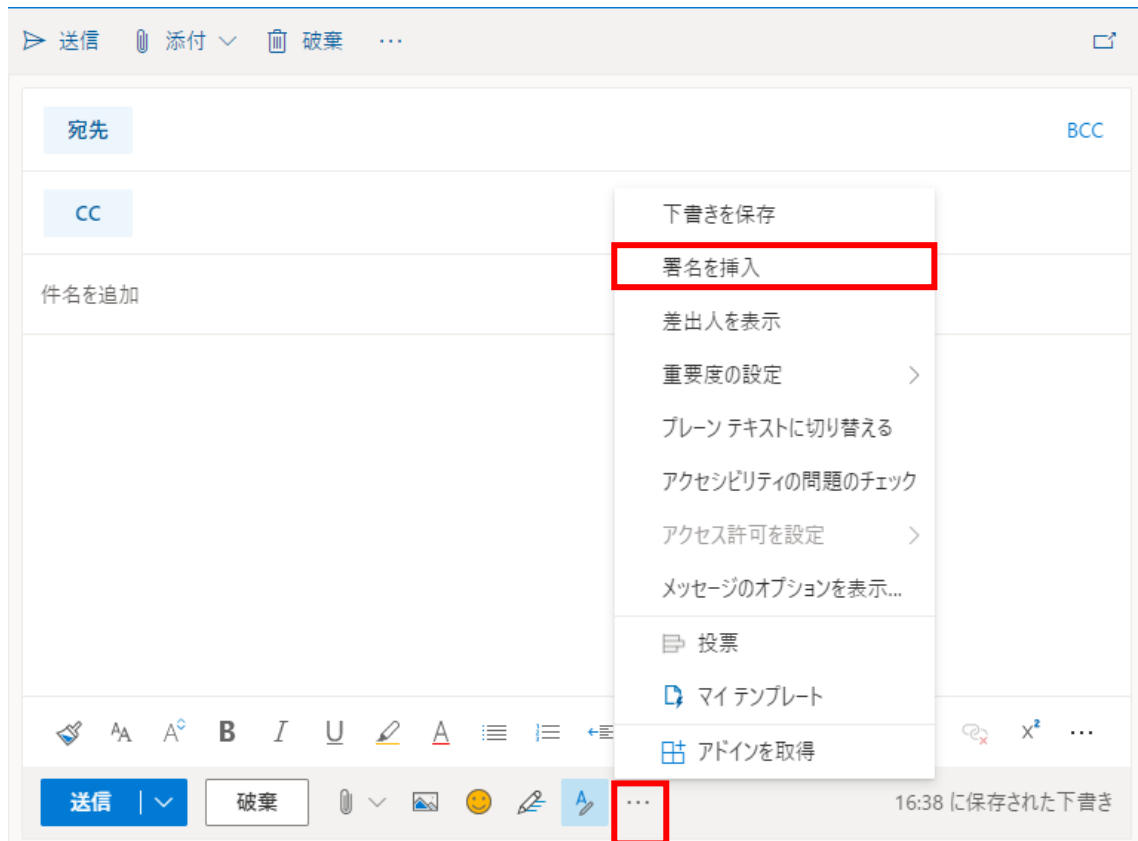 送信 添付 破棄 ...
宛先 BCC
CC
下書きを保存
署名を挿入
件名を追加
差出人を表示
重要度の設定
プレーン テキストに切り替える
アクセシビリティの問題のチェック
アクセス許可を設定
メッセージのオプションを表示...
投票
マイ テンプレート
B I U A x²
アドインを取得
送信 破棄 ... 16:38 に保存された下書き